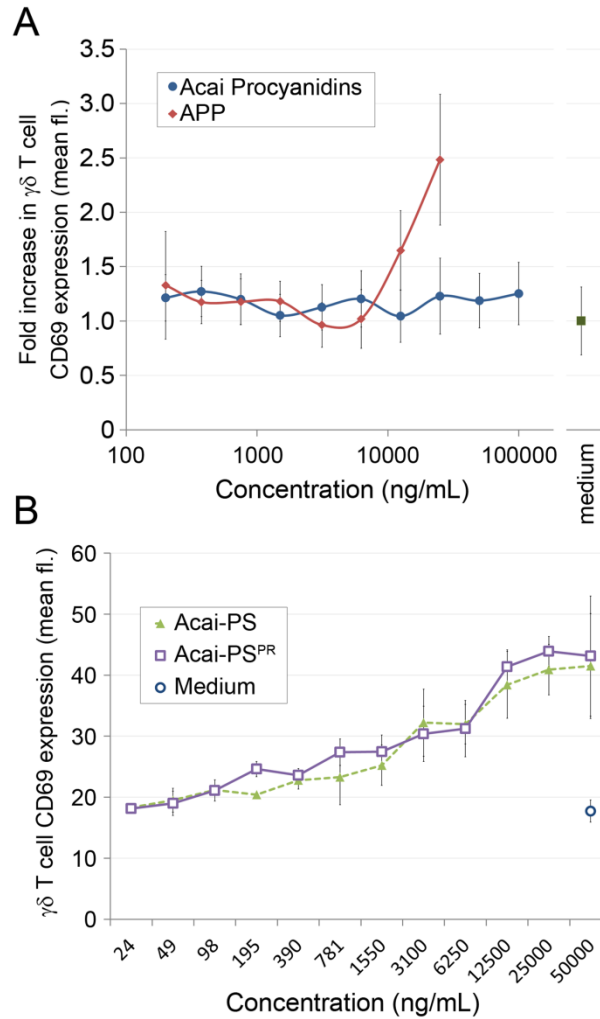 A
Fold increase in γδ T cell
CD69 expression (mean fl.)
3.5
3.0
2.5
2.0
1.5
1.0
0.5
0
Acai Procyanidins
APP
100
1000
10000
100000
medium
Concentration (ng/mL)
B
γδ T cell CD69 expression (mean fl.)
60
50
40
30
20
10
0
Acai-PS
Acai-PSᴾᴿ
Medium
24
49
98
195
390
781
1550
3100
6250
12500
25000
50000
Concentration (ng/mL)